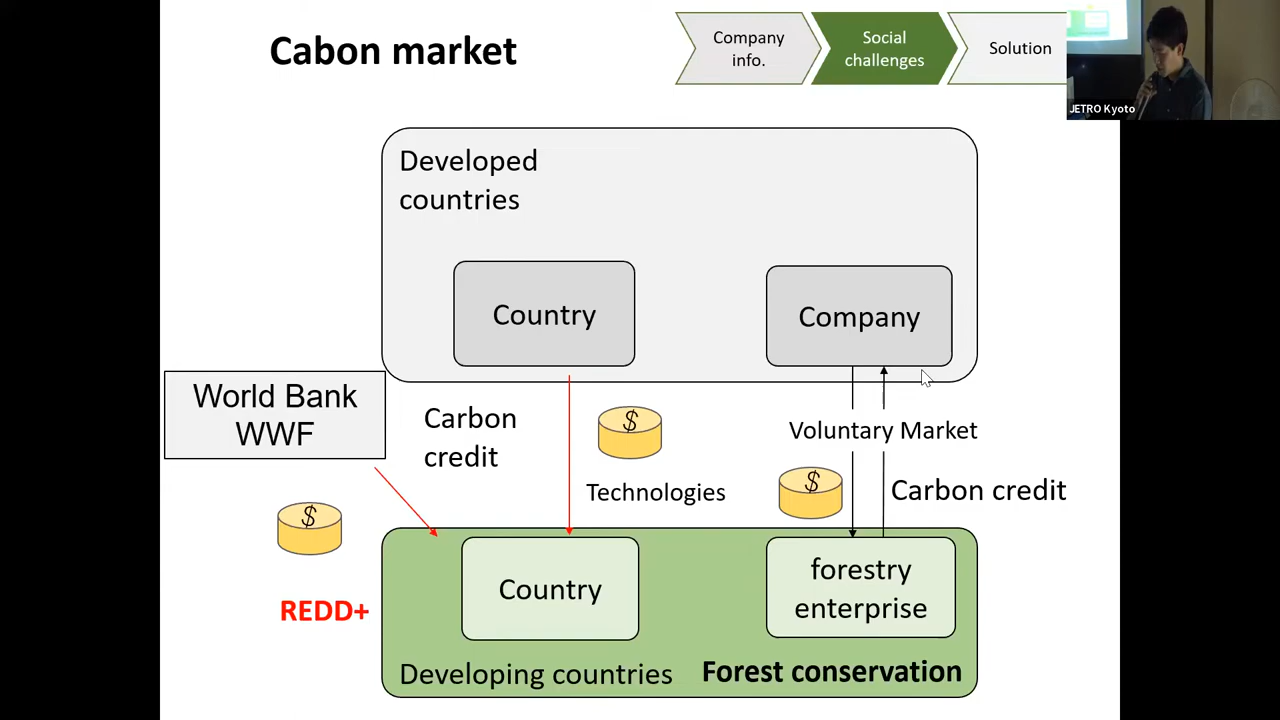 Cabon market
Company
info.
Social
challenges
Solution
JETRO Kyoto
Developed
countries
Country
Company
World Bank
WWF
Carbon
credit
$
Technologies
Voluntary Market
$
Carbon credit
$
REDD+
Country
forestry
enterprise
Developing countries
Forest conservation